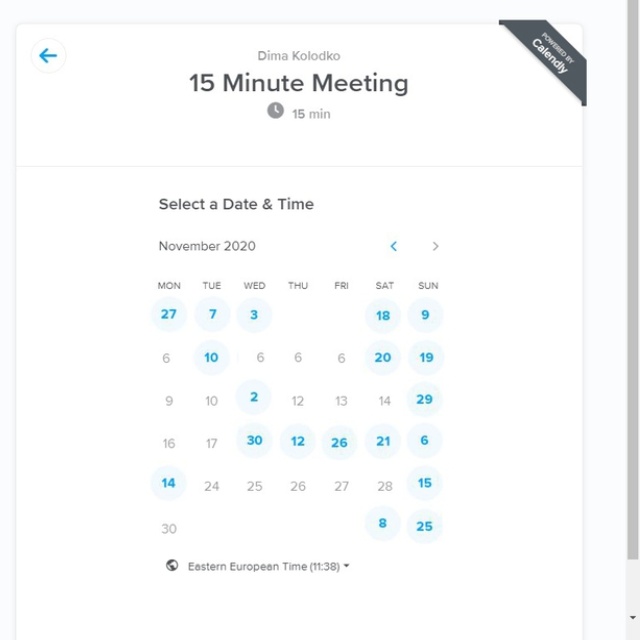 POWERED BY
Calendly
Dima Kolodko
15 Minute Meeting
15 min
Select a Date & Time
November 2020
MON TUE WED THU FRI SAT SUN
27 7 3 18 9
6 10 6 6 6 20 19
9 10 2 12 13 14 29
16 17 30 12 26 21 6
14 24 25 26 27 28 15
30 8 25
Eastern European Time (11:38)